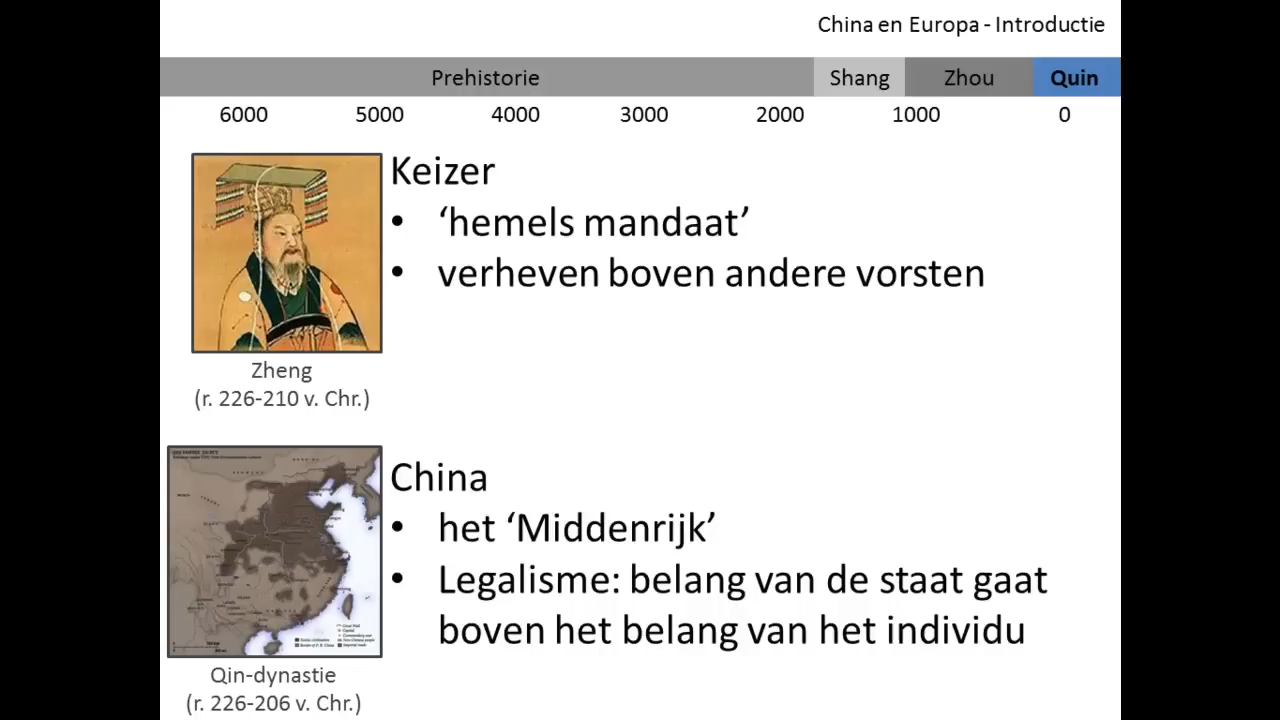 China en Europa - Introductie
Prehistorie Shang Zhou Quin
6000 5000 4000 3000 2000 1000 0
Keizer
• ‘hemels mandaat’
• verheven boven andere vorsten
Zheng
(r. 226-210 v. Chr.)
China
• het ‘Middenrijk’
• Legalisme: belang van de staat gaat
boven het belang van het individu
Qin-dynastie
(r. 226-206 v. Chr.)